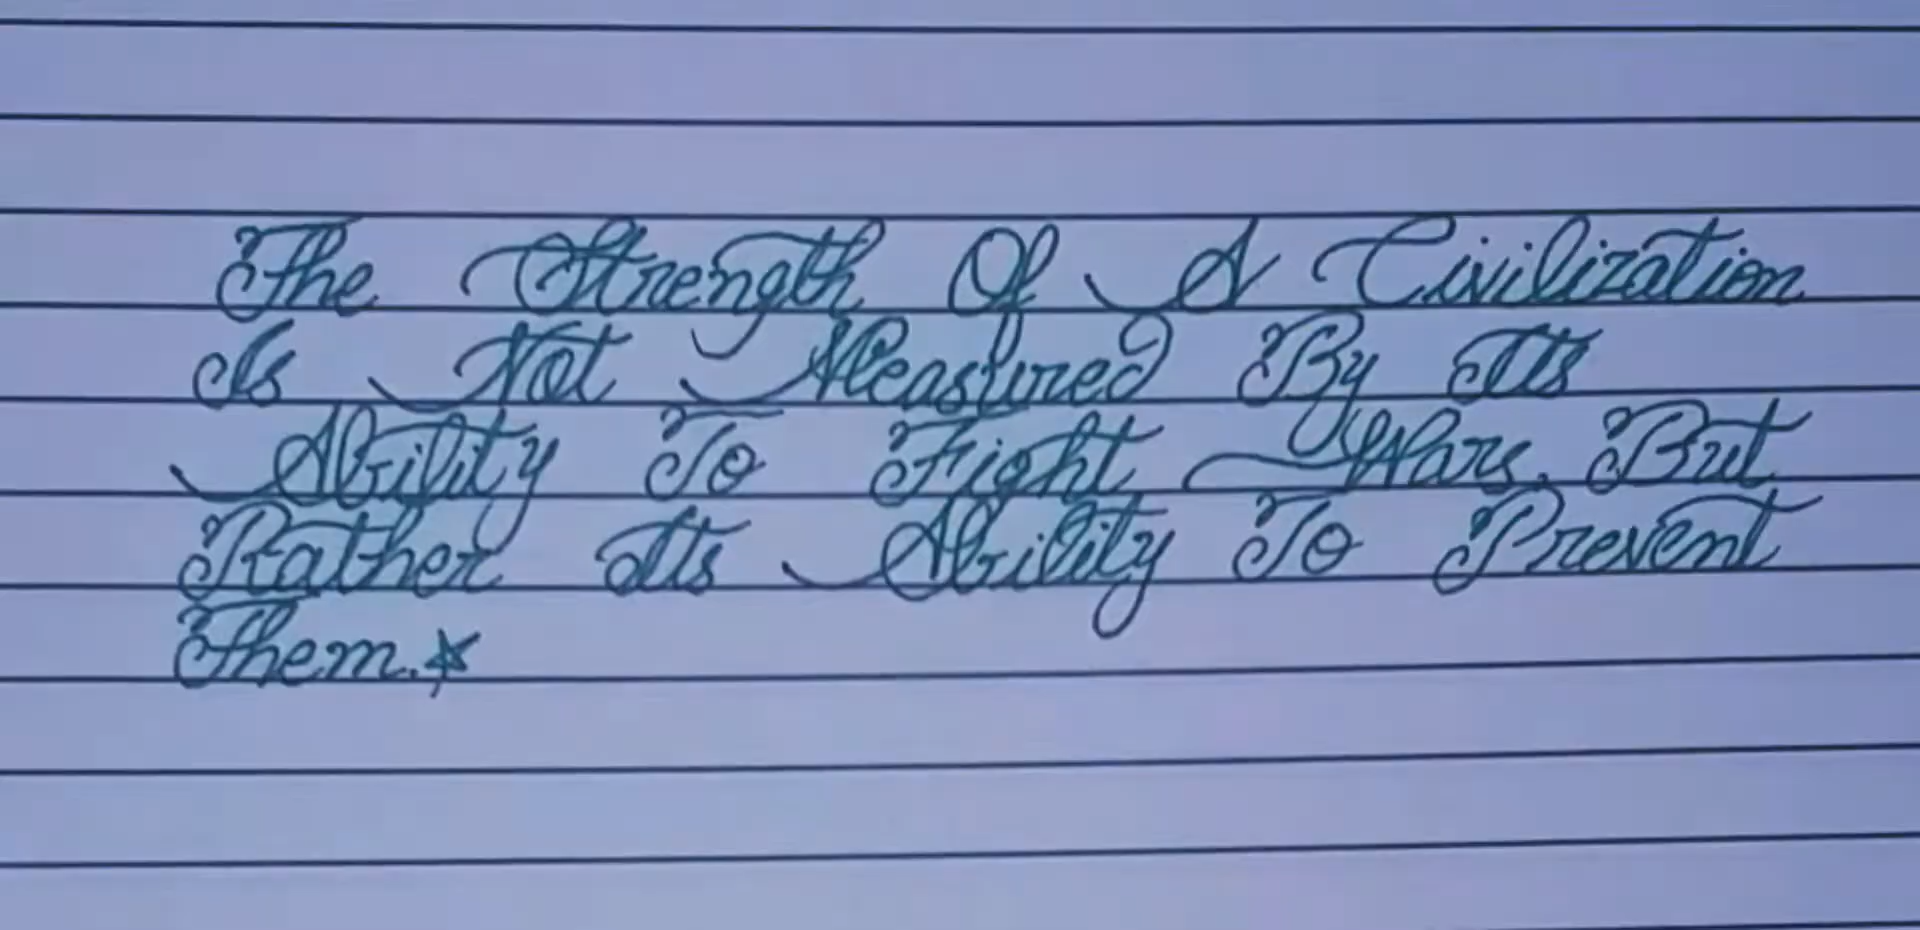 The Strength Of A Civilization
Is Not Measured By Its
Ability To Fight Wars, But
Rather Its Ability To Prevent
Them.